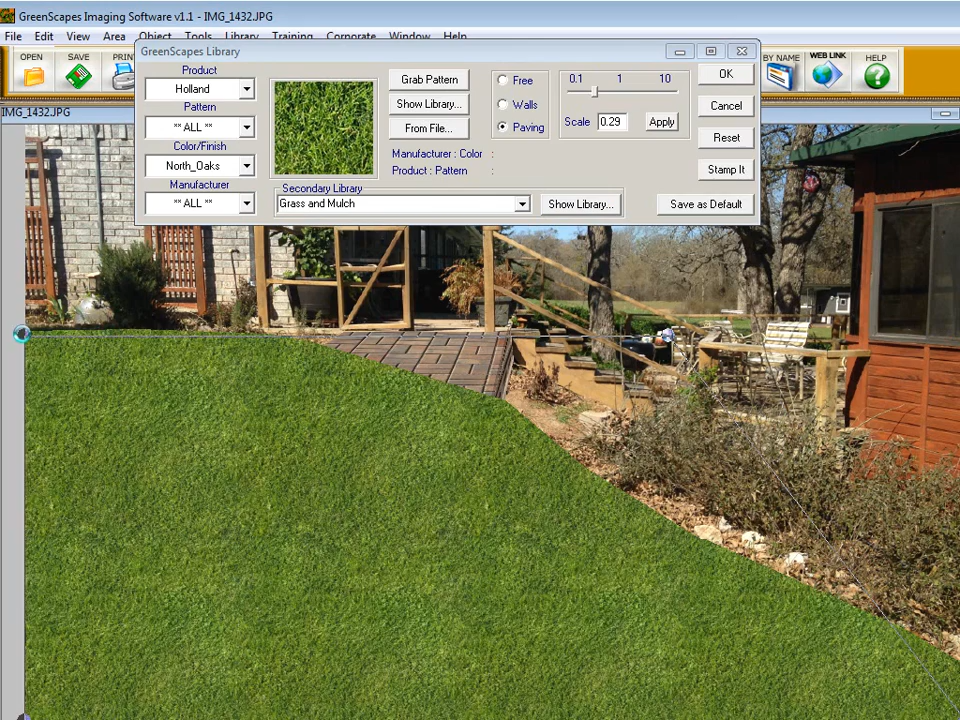 GreenScapes Imaging Software v1.1 - IMG_1432.JPG
File Edit View Area Object Tools Library Training Corporate Window Help
OPEN SAVE PRIN BY NAME WEB LINK HELP
GreenScapes Library
IMG_1432.JPG
Product
Holland
Pattern
** ALL **
Color/Finish
North_Oaks
Manufacturer
** ALL **
Grab Pattern
Show Library...
From File...
Free
Walls
Paving
0.1 1 10
Scale 0.29 Apply
Manufacturer : Color :
Product : Pattern :
Secondary Library
Grass and Mulch
Show Library...
OK
Cancel
Reset
Stamp It
Save as Default